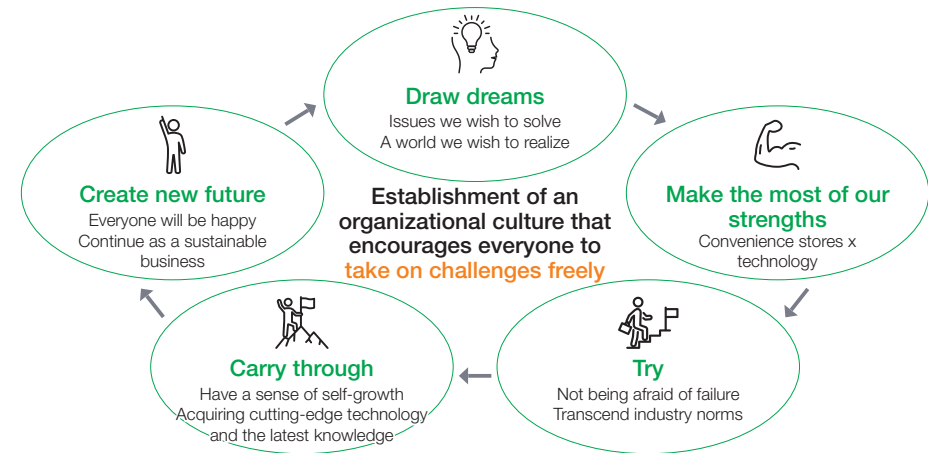 Draw dreams
Issues we wish to solve
A world we wish to realize
Make the most of our
strengths
Convenience stores x
technology
Try
Not being afraid of failure
Transcend industry norms
Carry through
Have a sense of self-growth
Acquiring cutting-edge technology
and the latest knowledge
Create new future
Everyone will be happy
Continue as a sustainable
business
Establishment of an
organizational culture that
encourages everyone to
take on challenges freely